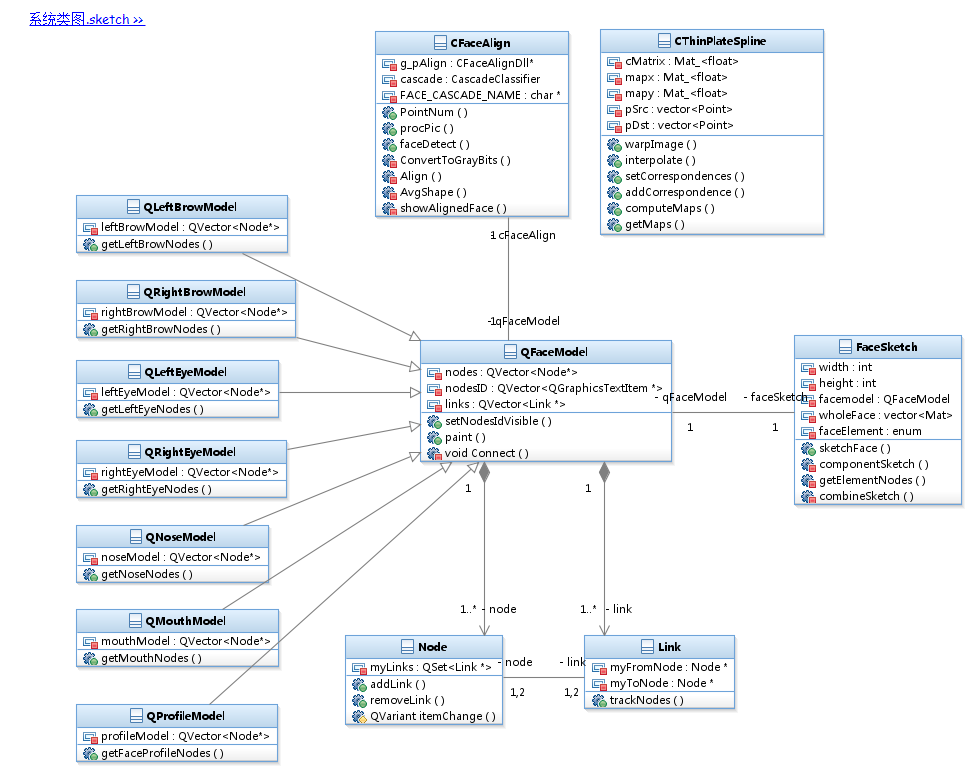 系统类图.sketch >>
CFaceAlign
g_pAlign : CFaceAlignDll*
cascade : CascadeClassifier
FACE_CASCADE_NAME : char *
PointNum ( )
procPic ( )
faceDetect ( )
ConvertToGrayBits ( )
Align ( )
AvgShape ( )
showAlignedFace ( )
CThinPlateSpline
cMatrix : Mat_<float>
mapx : Mat_<float>
mapy : Mat_<float>
pSrc : vector<Point>
pDst : vector<Point>
warpImage ( )
interpolate ( )
setCorrespondences ( )
addCorrespondence ( )
computeMaps ( )
getMaps ( )
QLeftBrowModel
leftBrowModel : QVector<Node*>
getLeftBrowNodes ( )
1 cFaceAlign
QRightBrowModel
rightBrowModel : QVector<Node*>
getRightBrowNodes ( )
-1qFaceModel
QFaceModel
nodes : QVector<Node*>
nodesID : QVector<QGraphicsTextItem *>
links : QVector<Link *>
setNodesIdVisible ( )
paint ( )
void Connect ( )
- qFaceModel
- faceSketch
1
1
FaceSketch
width : int
height : int
facemodel : QFaceModel
wholeFace : vector<Mat>
faceElement : enum
sketchFace ( )
componentSketch ( )
getElementNodes ( )
combineSketch ( )
QLeftEyeModel
leftEyeModel : QVector<Node*>
getLeftEyeNodes ( )
QRightEyeModel
rightEyeModel : QVector<Node*>
getRightEyeNodes ( )
1
1
QNoseModel
noseModel : QVector<Node*>
getNoseNodes ( )
QMouthModel
mouthModel : QVector<Node*>
getMouthNodes ( )
1..* - node
1..* - link
Node
myLinks : QSet<Link *>
addLink ( )
removeLink ( )
QVariant itemChange ( )
- node
- link
1,2
1,2
Link
myFromNode : Node *
myToNode : Node *
trackNodes ( )
QProfileModel
profileModel : QVector<Node*>
getFaceProfileNodes ( )